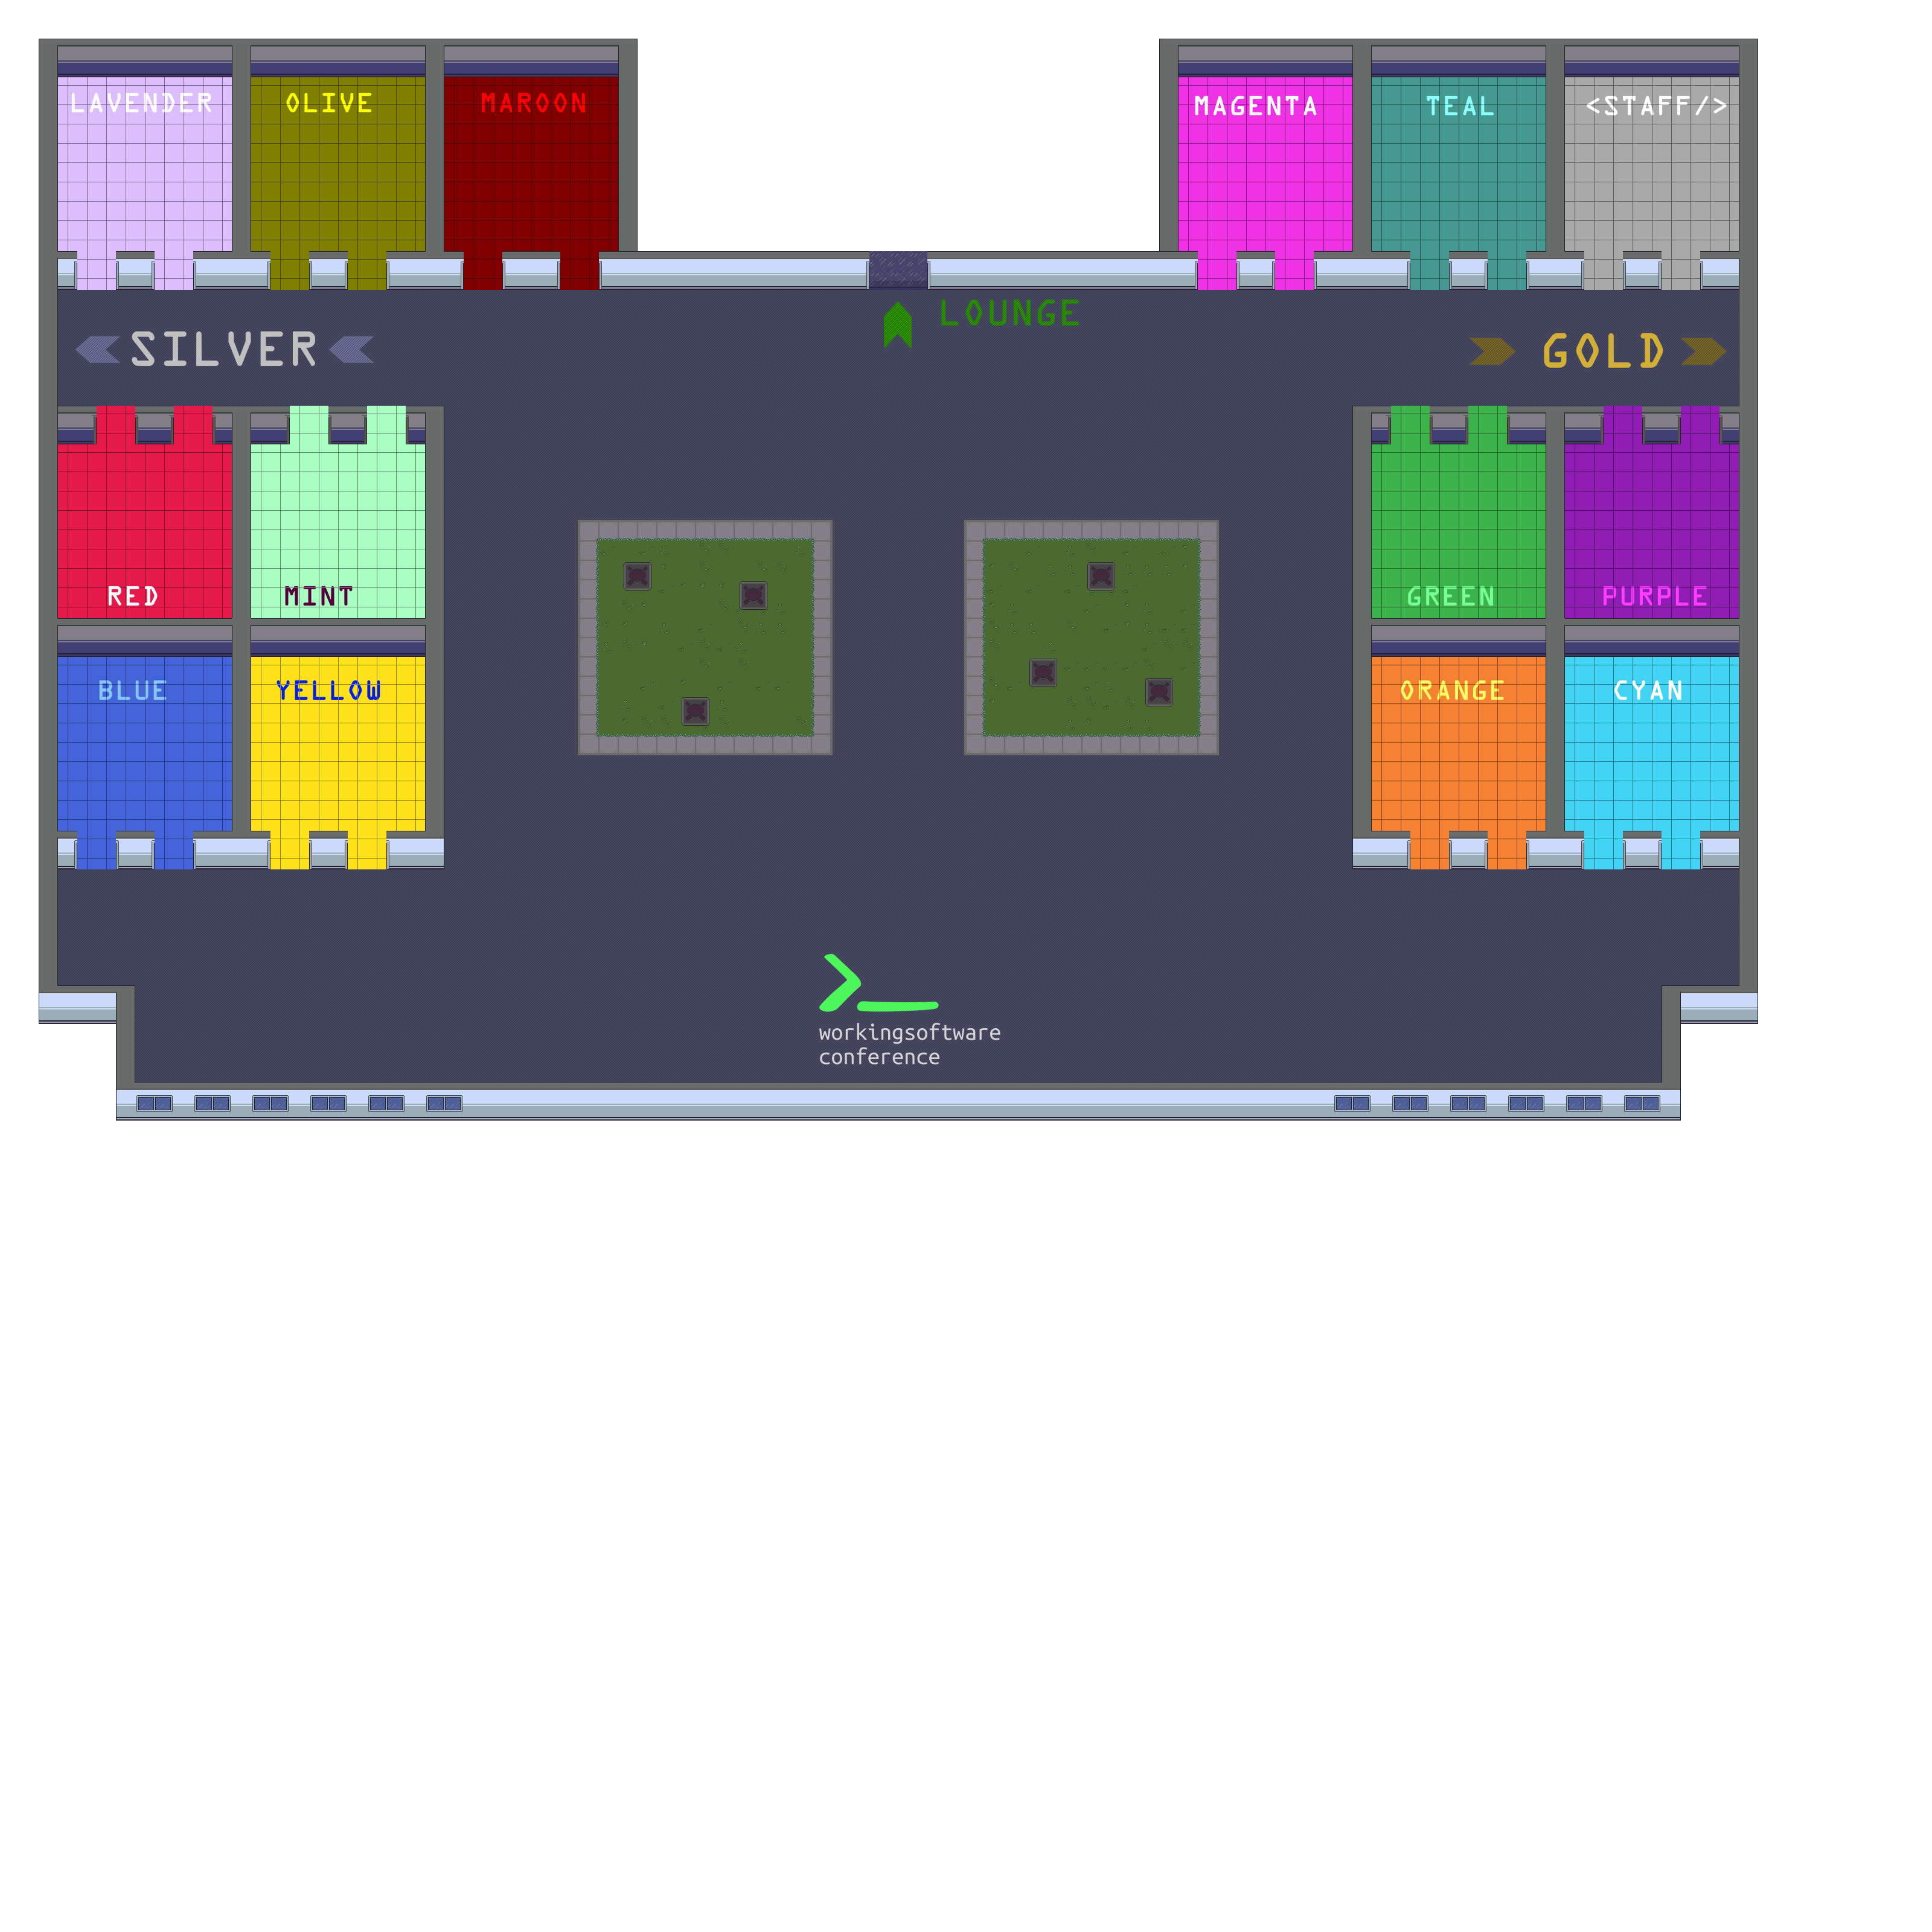 LAVENDER
OLIVE
MAROON
MAGENTA
TEAL
<STAFF/>
LOUNGE
SILVER
GOLD
RED
MINT
GREEN
PURPLE
BLUE
YELLOW
ORANGE
CYAN
>_
workingsoftware
conference